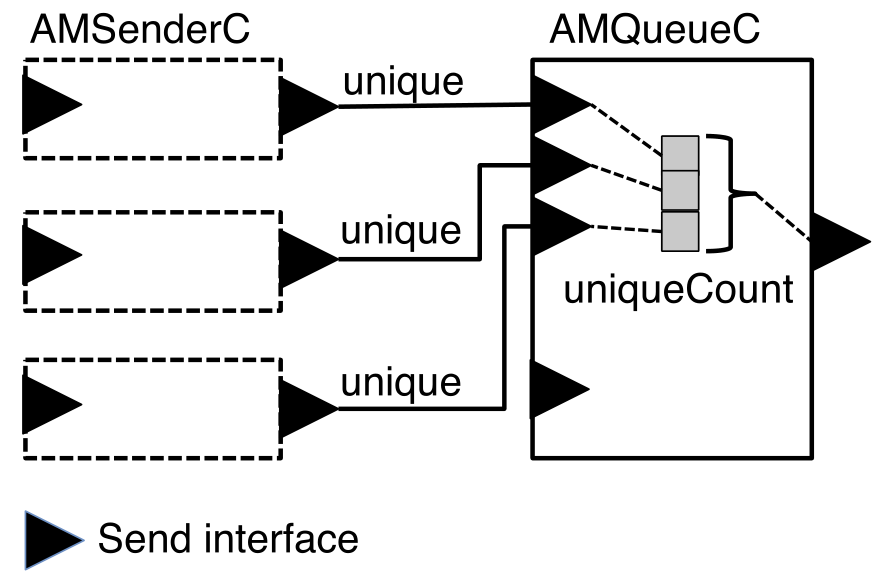 AMSenderC
AMQueueC
unique
unique
uniqueCount
unique
Send interface